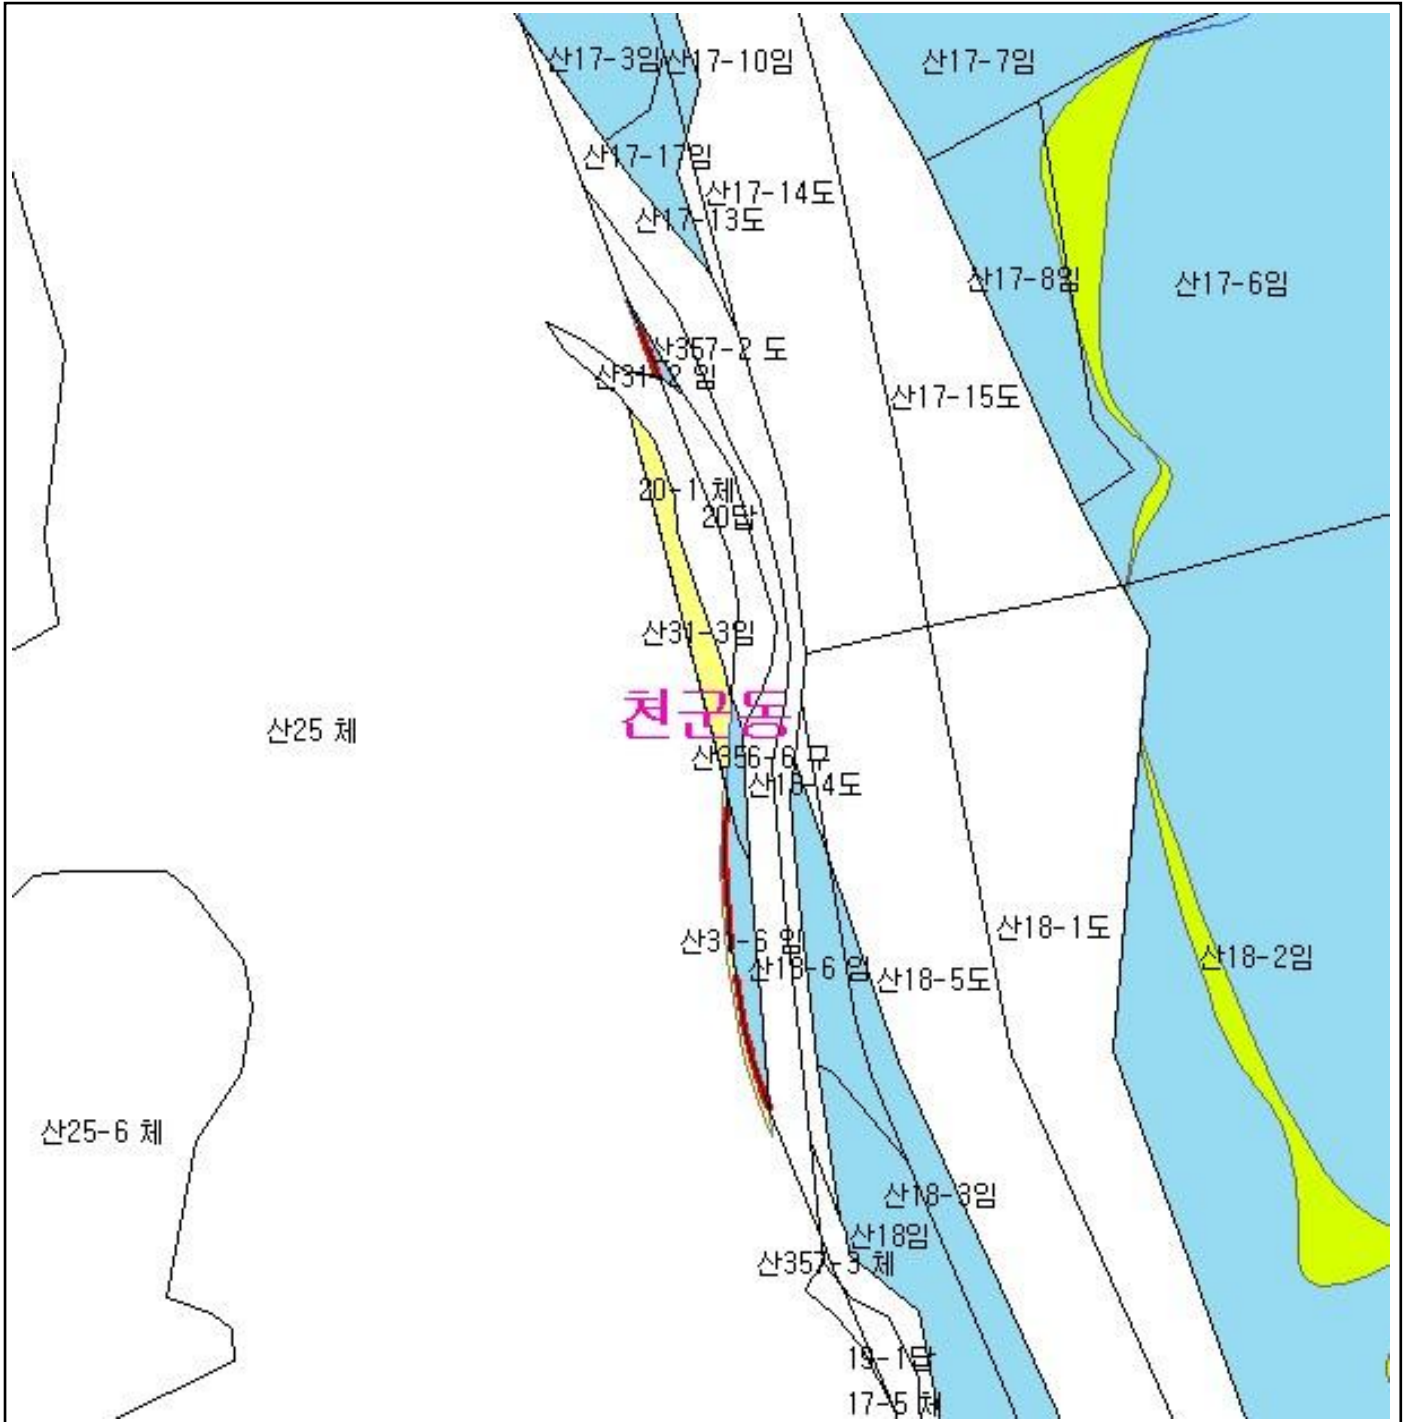 산17-3임
산17-10임
산17-7임
산17-17임
산17-14도
산17-13도
산17-8임
산17-6임
산357-2 도
산31-2 임
산17-15도
20-1 체
20답
산31-3임
천군동
산25 체
산356-6 규
산18-4도
산18-1도
산31-6 임
산18-2임
산18-6 임
산18-5도
산25-6 체
산18-3임
산18임
산357-3 체
19-1답
17-5 체